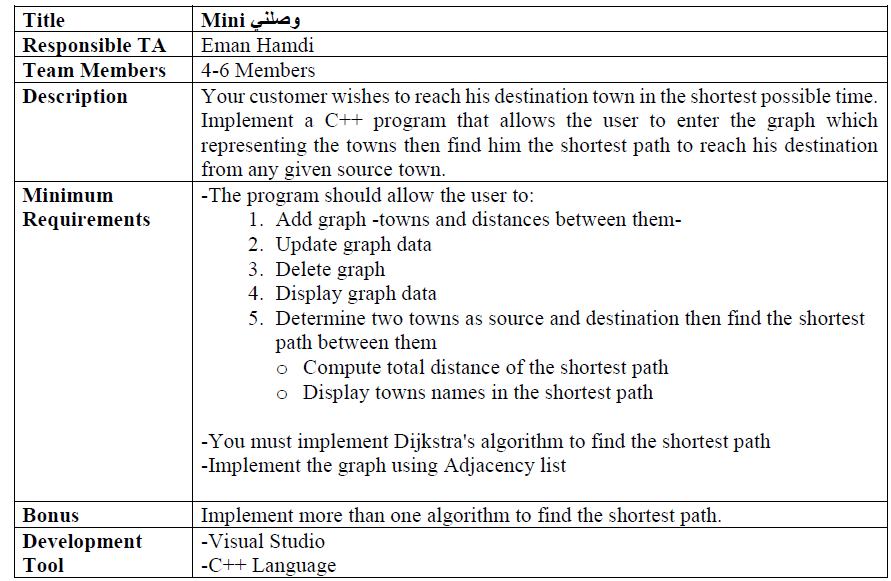 Title Mini وصلني
Responsible TA Eman Hamdi
Team Members 4-6 Members
Description Your customer wishes to reach his destination town in the shortest possible time.
Implement a C++ program that allows the user to enter the graph which
representing the towns then find him the shortest path to reach his destination
from any given source town.
Minimum -The program should allow the user to:
Requirements 1. Add graph -towns and distances between them-
2. Update graph data
3. Delete graph
4. Display graph data
5. Determine two towns as source and destination then find the shortest
path between them
o Compute total distance of the shortest path
o Display towns names in the shortest path
-You must implement Dijkstra's algorithm to find the shortest path
-Implement the graph using Adjacency list
Bonus Implement more than one algorithm to find the shortest path.
Development -Visual Studio
Tool -C++ Language